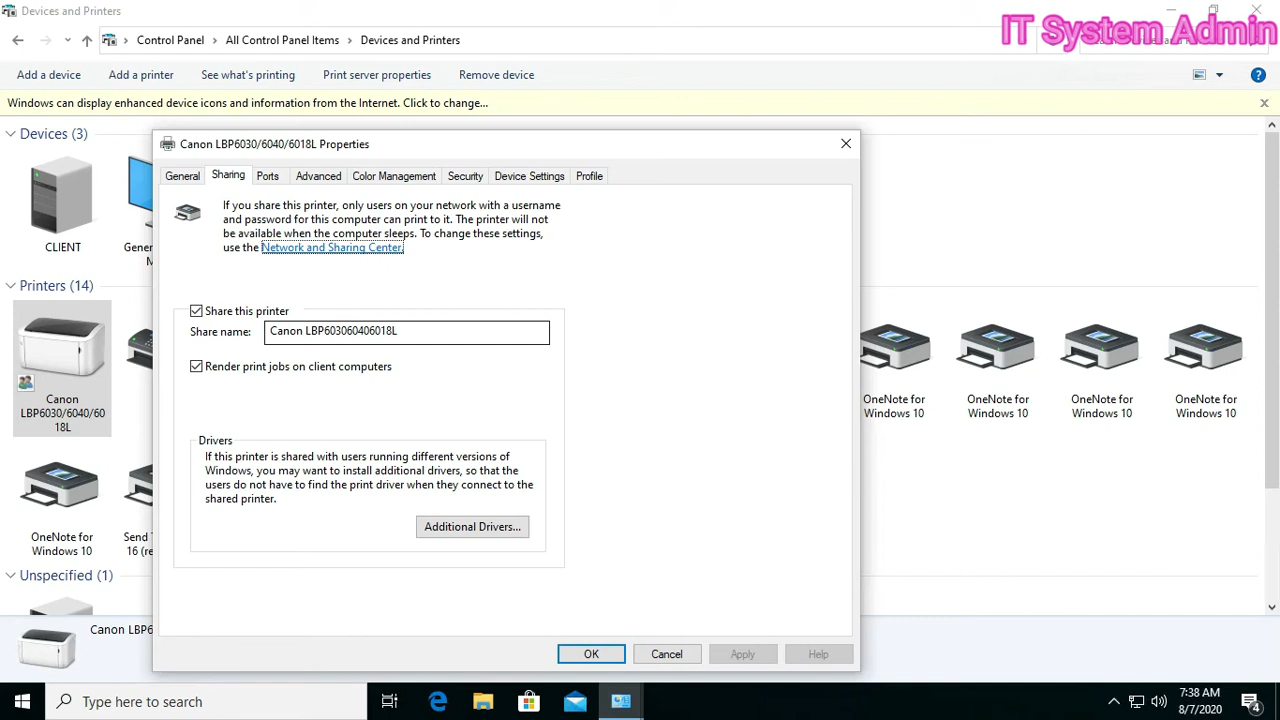 Devices and Printers
IT System Admin
Control Panel > All Control Panel Items > Devices and Printers
Add a device Add a printer See what's printing Print server properties Remove device
Windows can display enhanced device icons and information from the Internet. Click to change...
Devices (3)
CLIENT
Gener
M
Printers (14)
Canon
LBP6030/6040/60
18L
OneNote for
Windows 10
Send T
16 (re
OneNote for
Windows 10
OneNote for
Windows 10
OneNote for
Windows 10
OneNote for
Windows 10
Unspecified (1)
Canon LBP6
Canon LBP6030/6040/6018L Properties
General Sharing Ports Advanced Color Management Security Device Settings Profile
If you share this printer, only users on your network with a username
and password for this computer can print to it. The printer will not
be available when the computer sleeps. To change these settings,
use the Network and Sharing Center.
Share this printer
Share name: Canon LBP603060406018L
Render print jobs on client computers
Drivers
If this printer is shared with users running different versions of
Windows, you may want to install additional drivers, so that the
users do not have to find the print driver when they connect to the
shared printer.
Additional Drivers...
OK Cancel Apply Help
Type here to search
7:38 AM
8/7/2020
4